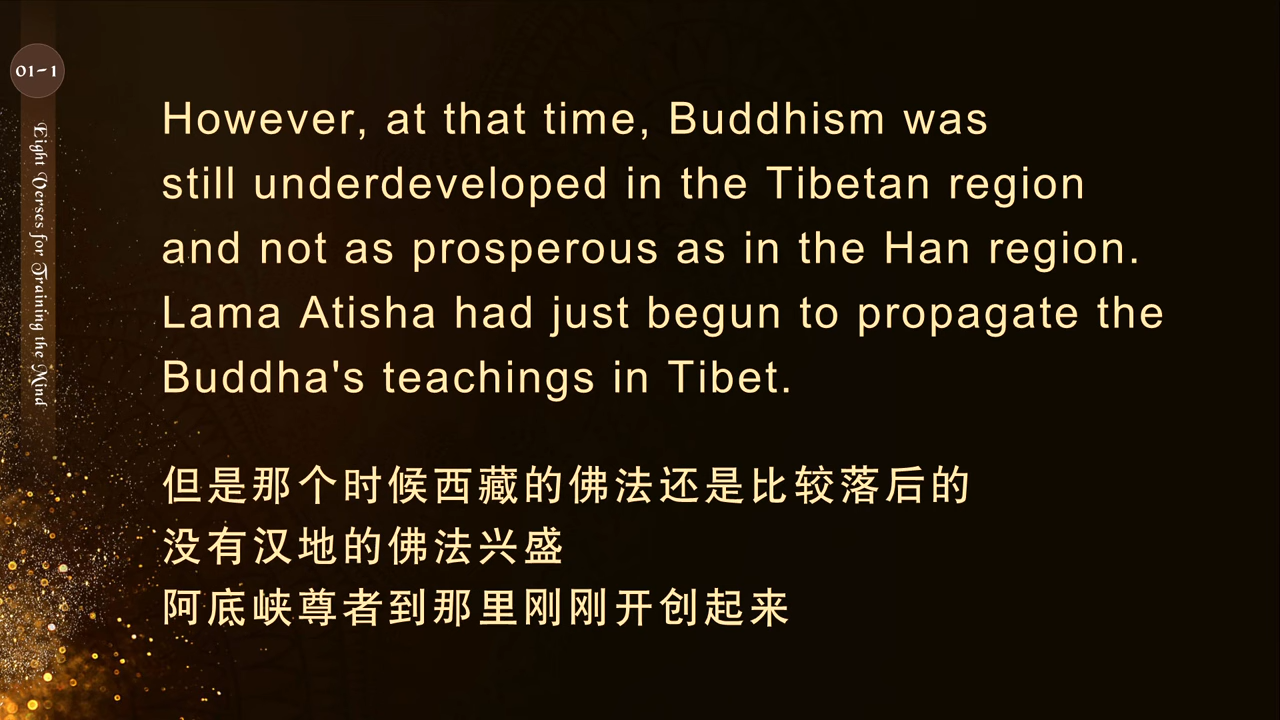 01-1
Eight Verses for Training the Mind
However, at that time, Buddhism was
still underdeveloped in the Tibetan region
and not as prosperous as in the Han region.
Lama Atisha had just begun to propagate the
Buddha's teachings in Tibet.
但是那个时候西藏的佛法还是比较落后的
没有汉地的佛法兴盛
阿底峡尊者到那里刚刚开创起来